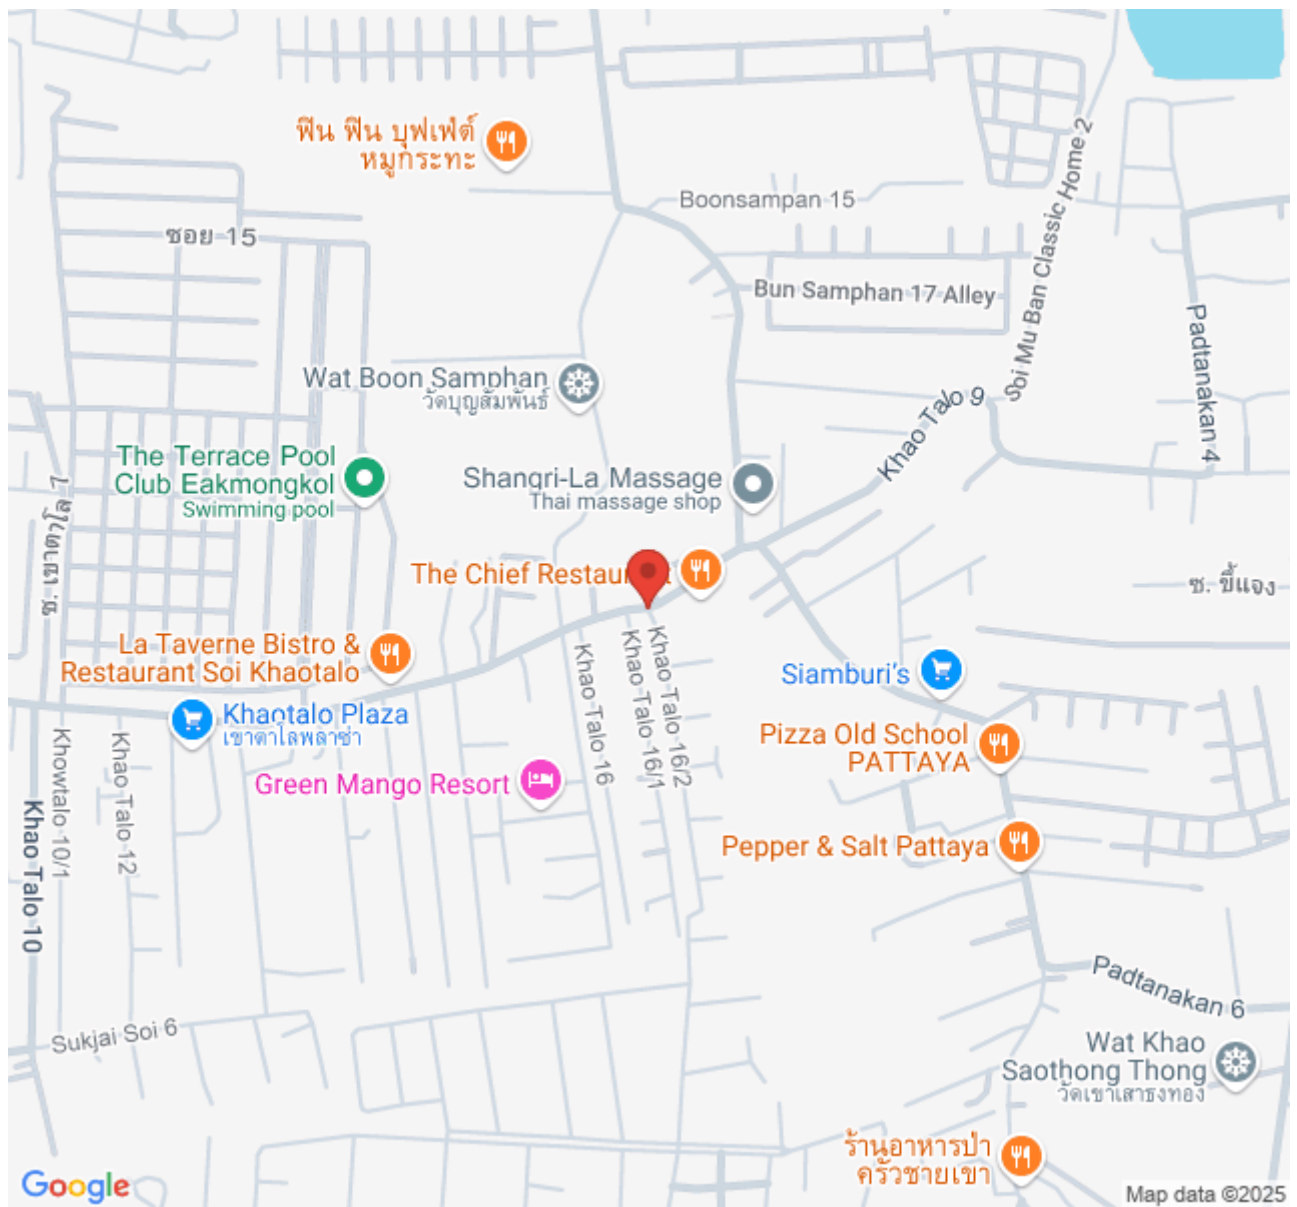 ฟิน ฟิน บุฟเฟ่ต์
หมูกระทะ
Boonsampan 15
ซอย 15
Soi Mu Ban Classic Home 2
Bun Samphan 17 Alley
Padtanakan 4
Wat Boon Samphan
วัดบุญสัมพันธ์
Khao Talo 9
The Terrace Pool
Club Eakmongkol
Swimming pool
Shangri-La Massage
Thai massage shop
ซ. เขาตาโล 7
The Chief Restaurant
ซ. ขี้แจง
La Taverne Bistro &
Restaurant Soi Khaotalo
Siamburi's
Khaotalo Plaza
เขาตาโลพลาซ่า
Khao Talo 16
Khao Talo 16/1
Khao Talo 16/2
Pizza Old School
PATTAYA
Green Mango Resort
Khao Talo 10
Khowtalo 10/1
Khao Talo 12
Pepper & Salt Pattaya
Padtanakan 6
Sukjai Soi 6
Wat Khao
Saothong Thong
วัดเขาเสาธงทอง
ร้านอาหารป่า
ครัวชายเขา
Google
Map data ©2025